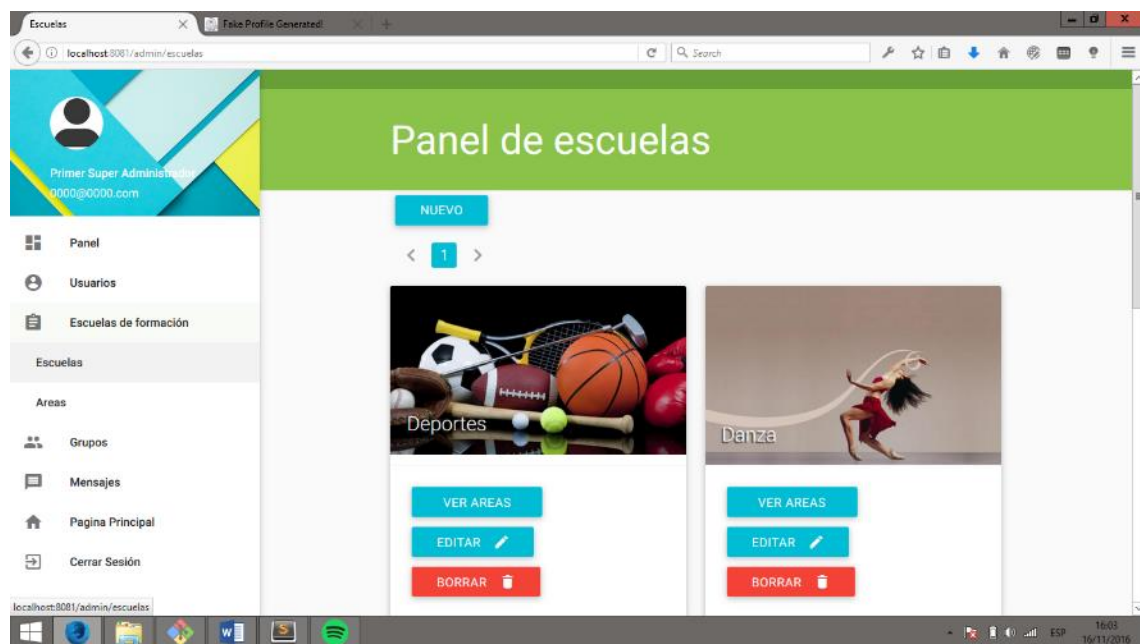 Escuelas
Fake Profile Generated!
localhost:8081/admin/escuelas
Search
Primer Super Administrador
0000@0000.com
Panel
Usuarios
Escuelas de formación
Escuelas
Areas
Grupos
Mensajes
Pagina Principal
Cerrar Sesión
Panel de escuelas
NUEVO
1
Deportes
Danza
VER AREAS
VER AREAS
EDITAR
EDITAR
BORRAR
BORRAR
localhost:8081/admin/escuelas
ESP
16:03
16/11/2016